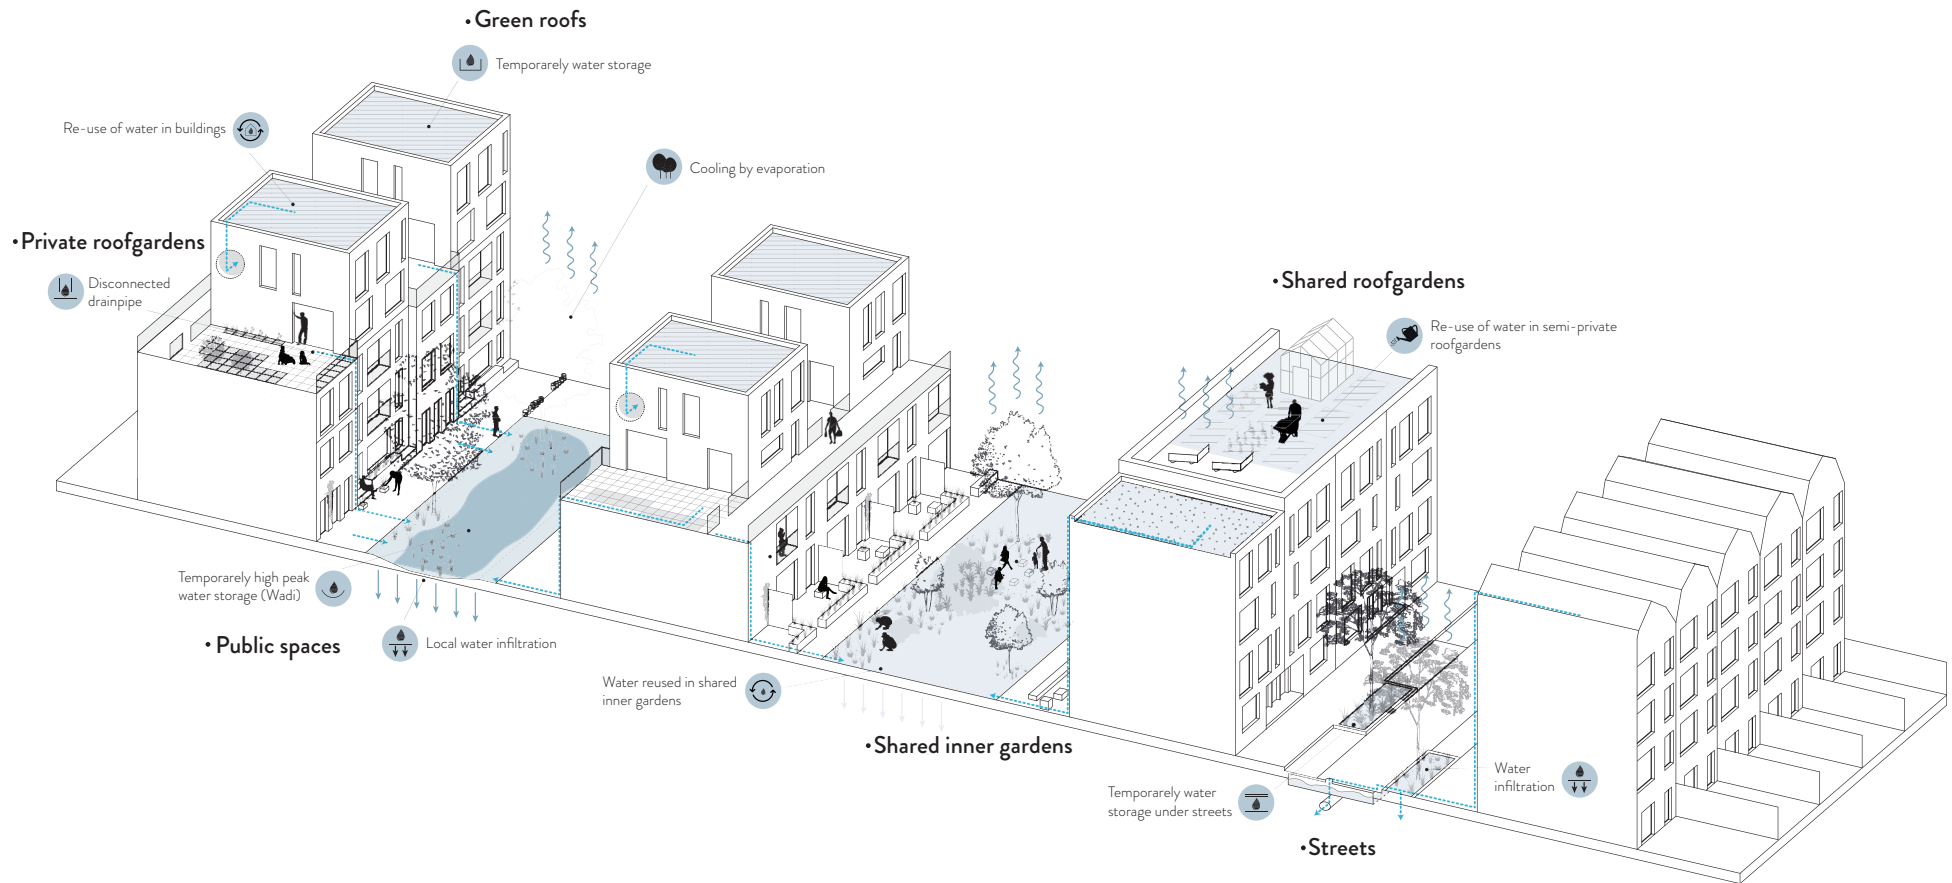 •Green roofs
Temporarely water storage
Re-use of water in buildings
Cooling by evaporation
•Private roofgardens
Disconnected
drainpipe
•Shared roofgardens
Re-use of water in semi-private
roofgardens
Temporarely high peak
water storage (Wadi)
•Public spaces
Local water infiltration
Water reused in shared
inner gardens
•Shared inner gardens
Temporarely water
storage under streets
Water
infiltration
•Streets